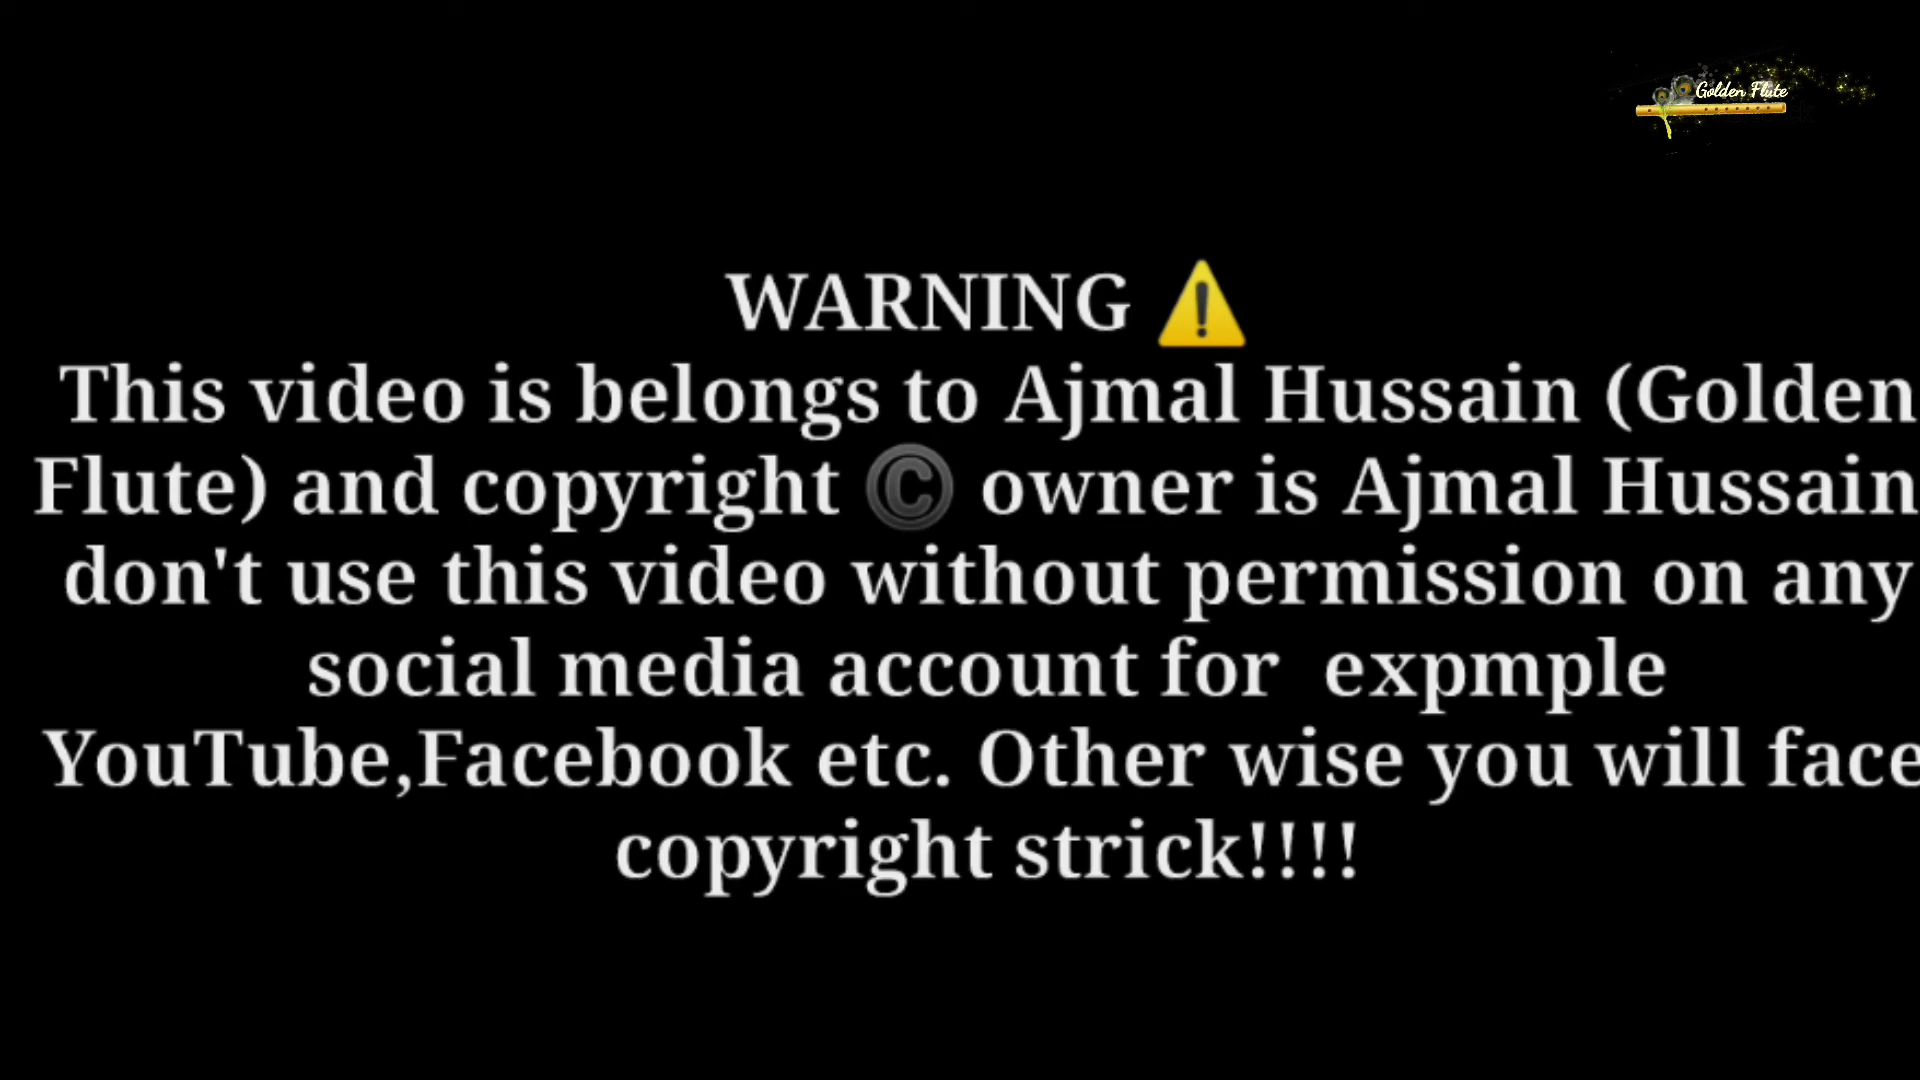 Golden Flute
WARNING ⚠️
This video is belongs to Ajmal Hussain (Golden
Flute) and copyright ©️ owner is Ajmal Hussain
don't use this video without permission on any
social media account for  expmple
YouTube,Facebook etc. Other wise you will face
copyright strick!!!!